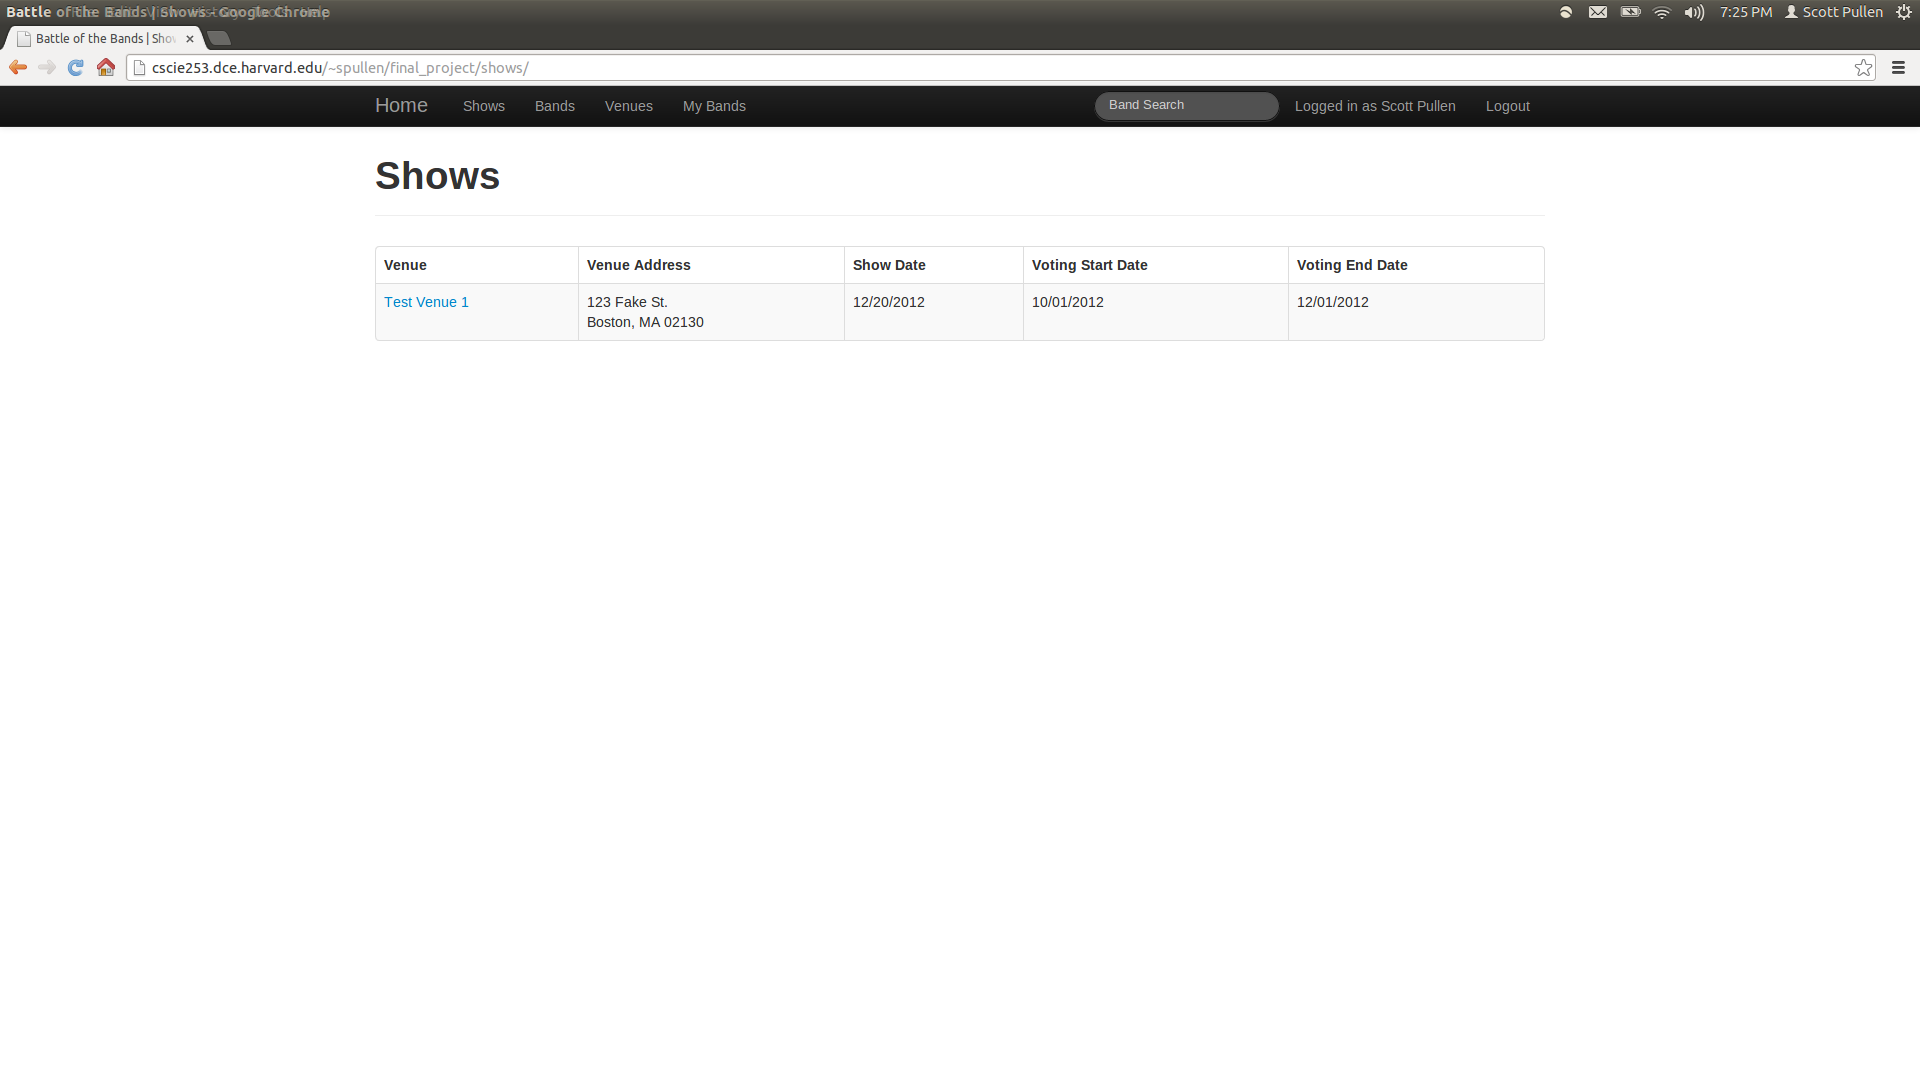 Battle of the Bands | Shows - Google Chrome
7:25 PM Scott Pullen
Battle of the Bands | Sho
cscie253.dce.harvard.edu/~spullen/final_project/shows/
Home Shows Bands Venues My Bands Band Search Logged in as Scott Pullen Logout
Shows
Venue Venue Address Show Date Voting Start Date Voting End Date
Test Venue 1 123 Fake St. 12/20/2012 10/01/2012 12/01/2012
Boston, MA 02130